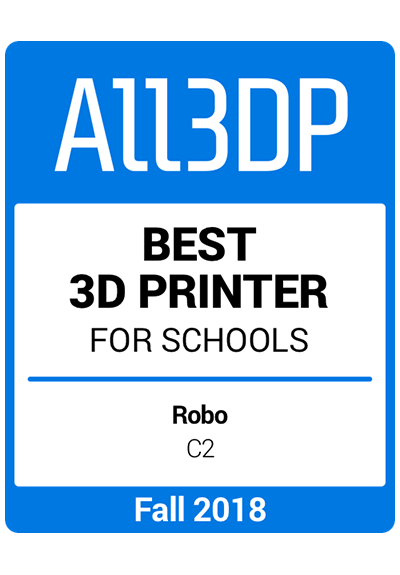 ALL3DP
BEST
3D PRINTER
FOR SCHOOLS
Robo
C2
Fall 2018